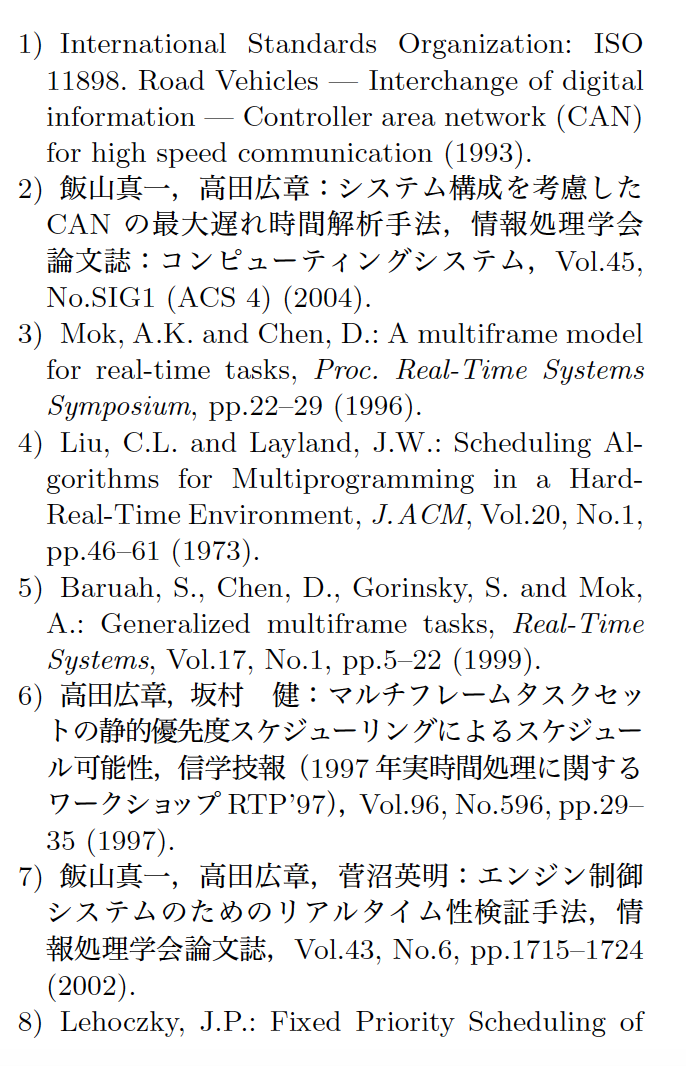 1) International Standards Organization: ISO
11898. Road Vehicles — Interchange of digital
information — Controller area network (CAN)
for high speed communication (1993).
2) 飯山真一，高田広章：システム構成を考慮した
CAN の最大遅れ時間解析手法，情報処理学会
論文誌：コンピューティングシステム，Vol.45,
No.SIG1 (ACS 4) (2004).
3) Mok, A.K. and Chen, D.: A multiframe model
for real-time tasks, Proc. Real-Time Systems
Symposium, pp.22–29 (1996).
4) Liu, C.L. and Layland, J.W.: Scheduling Al-
gorithms for Multiprogramming in a Hard-
Real-Time Environment, J. ACM, Vol.20, No.1,
pp.46–61 (1973).
5) Baruah, S., Chen, D., Gorinsky, S. and Mok,
A.: Generalized multiframe tasks, Real-Time
Systems, Vol.17, No.1, pp.5–22 (1999).
6) 高田広章，坂村　健：マルチフレームタスクセッ
トの静的優先度スケジューリングによるスケジュー
ル可能性，信学技報（1997 年実時間処理に関する
ワークショップ RTP'97），Vol.96, No.596, pp.29–
35 (1997).
7) 飯山真一，高田広章，菅沼英明：エンジン制御
システムのためのリアルタイム性検証手法，情
報処理学会論文誌，Vol.43, No.6, pp.1715–1724
(2002).
8) Lehoczky, J.P.: Fixed Priority Scheduling of